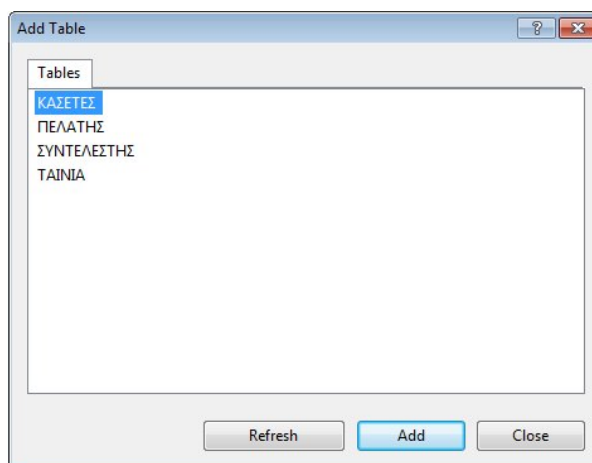 Add Table
Tables
ΚΑΣΕΤΕΣ
ΠΕΛΑΤΗΣ
ΣΥΝΤΕΛΕΣΤΗΣ
ΤΑΙΝΙΑ
Refresh Add Close